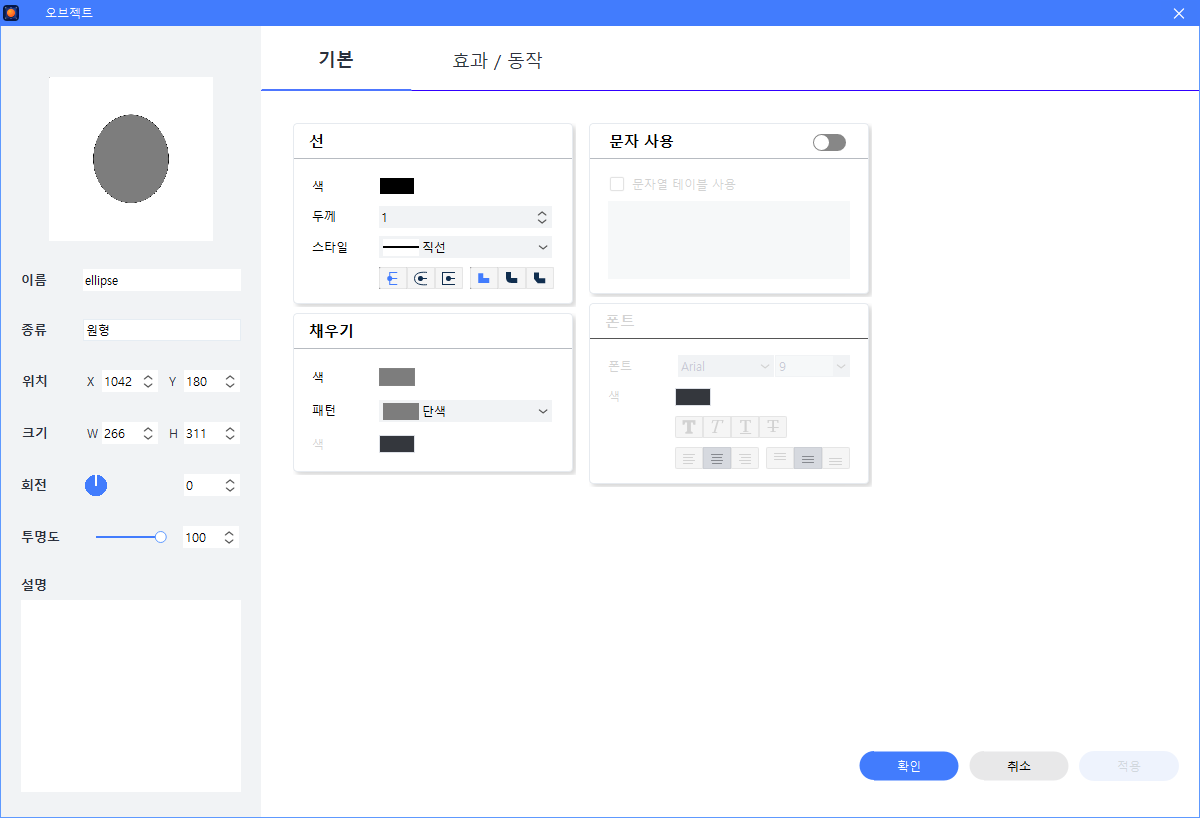 오브젝트
기본
효과 / 동작
이름
ellipse
종류
원형
위치
X 1042 Y 180
크기
W 266 H 311
회전
0
투명도
100
설명
선
색
두께
1
스타일
직선
채우기
색
패턴
단색
색
문자 사용
문자열 테이블 사용
폰트
폰트
Arial
9
색
T T T T
확인
취소
적용